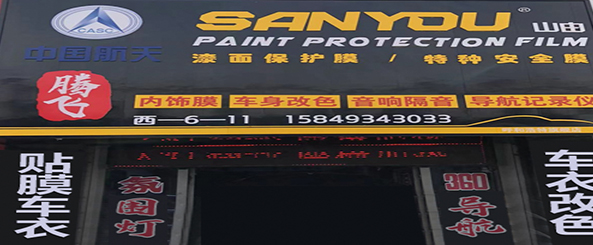 CASC
中国航天
SANYOU
山由
PAINT PROTECTION FILM
漆面保护膜 / 特种安全膜
腾飞
内饰膜 车身改色 音响隔音 导航记录仪
西—6—11 15849343033
贴膜车衣
氛围灯
360导航
车衣改色